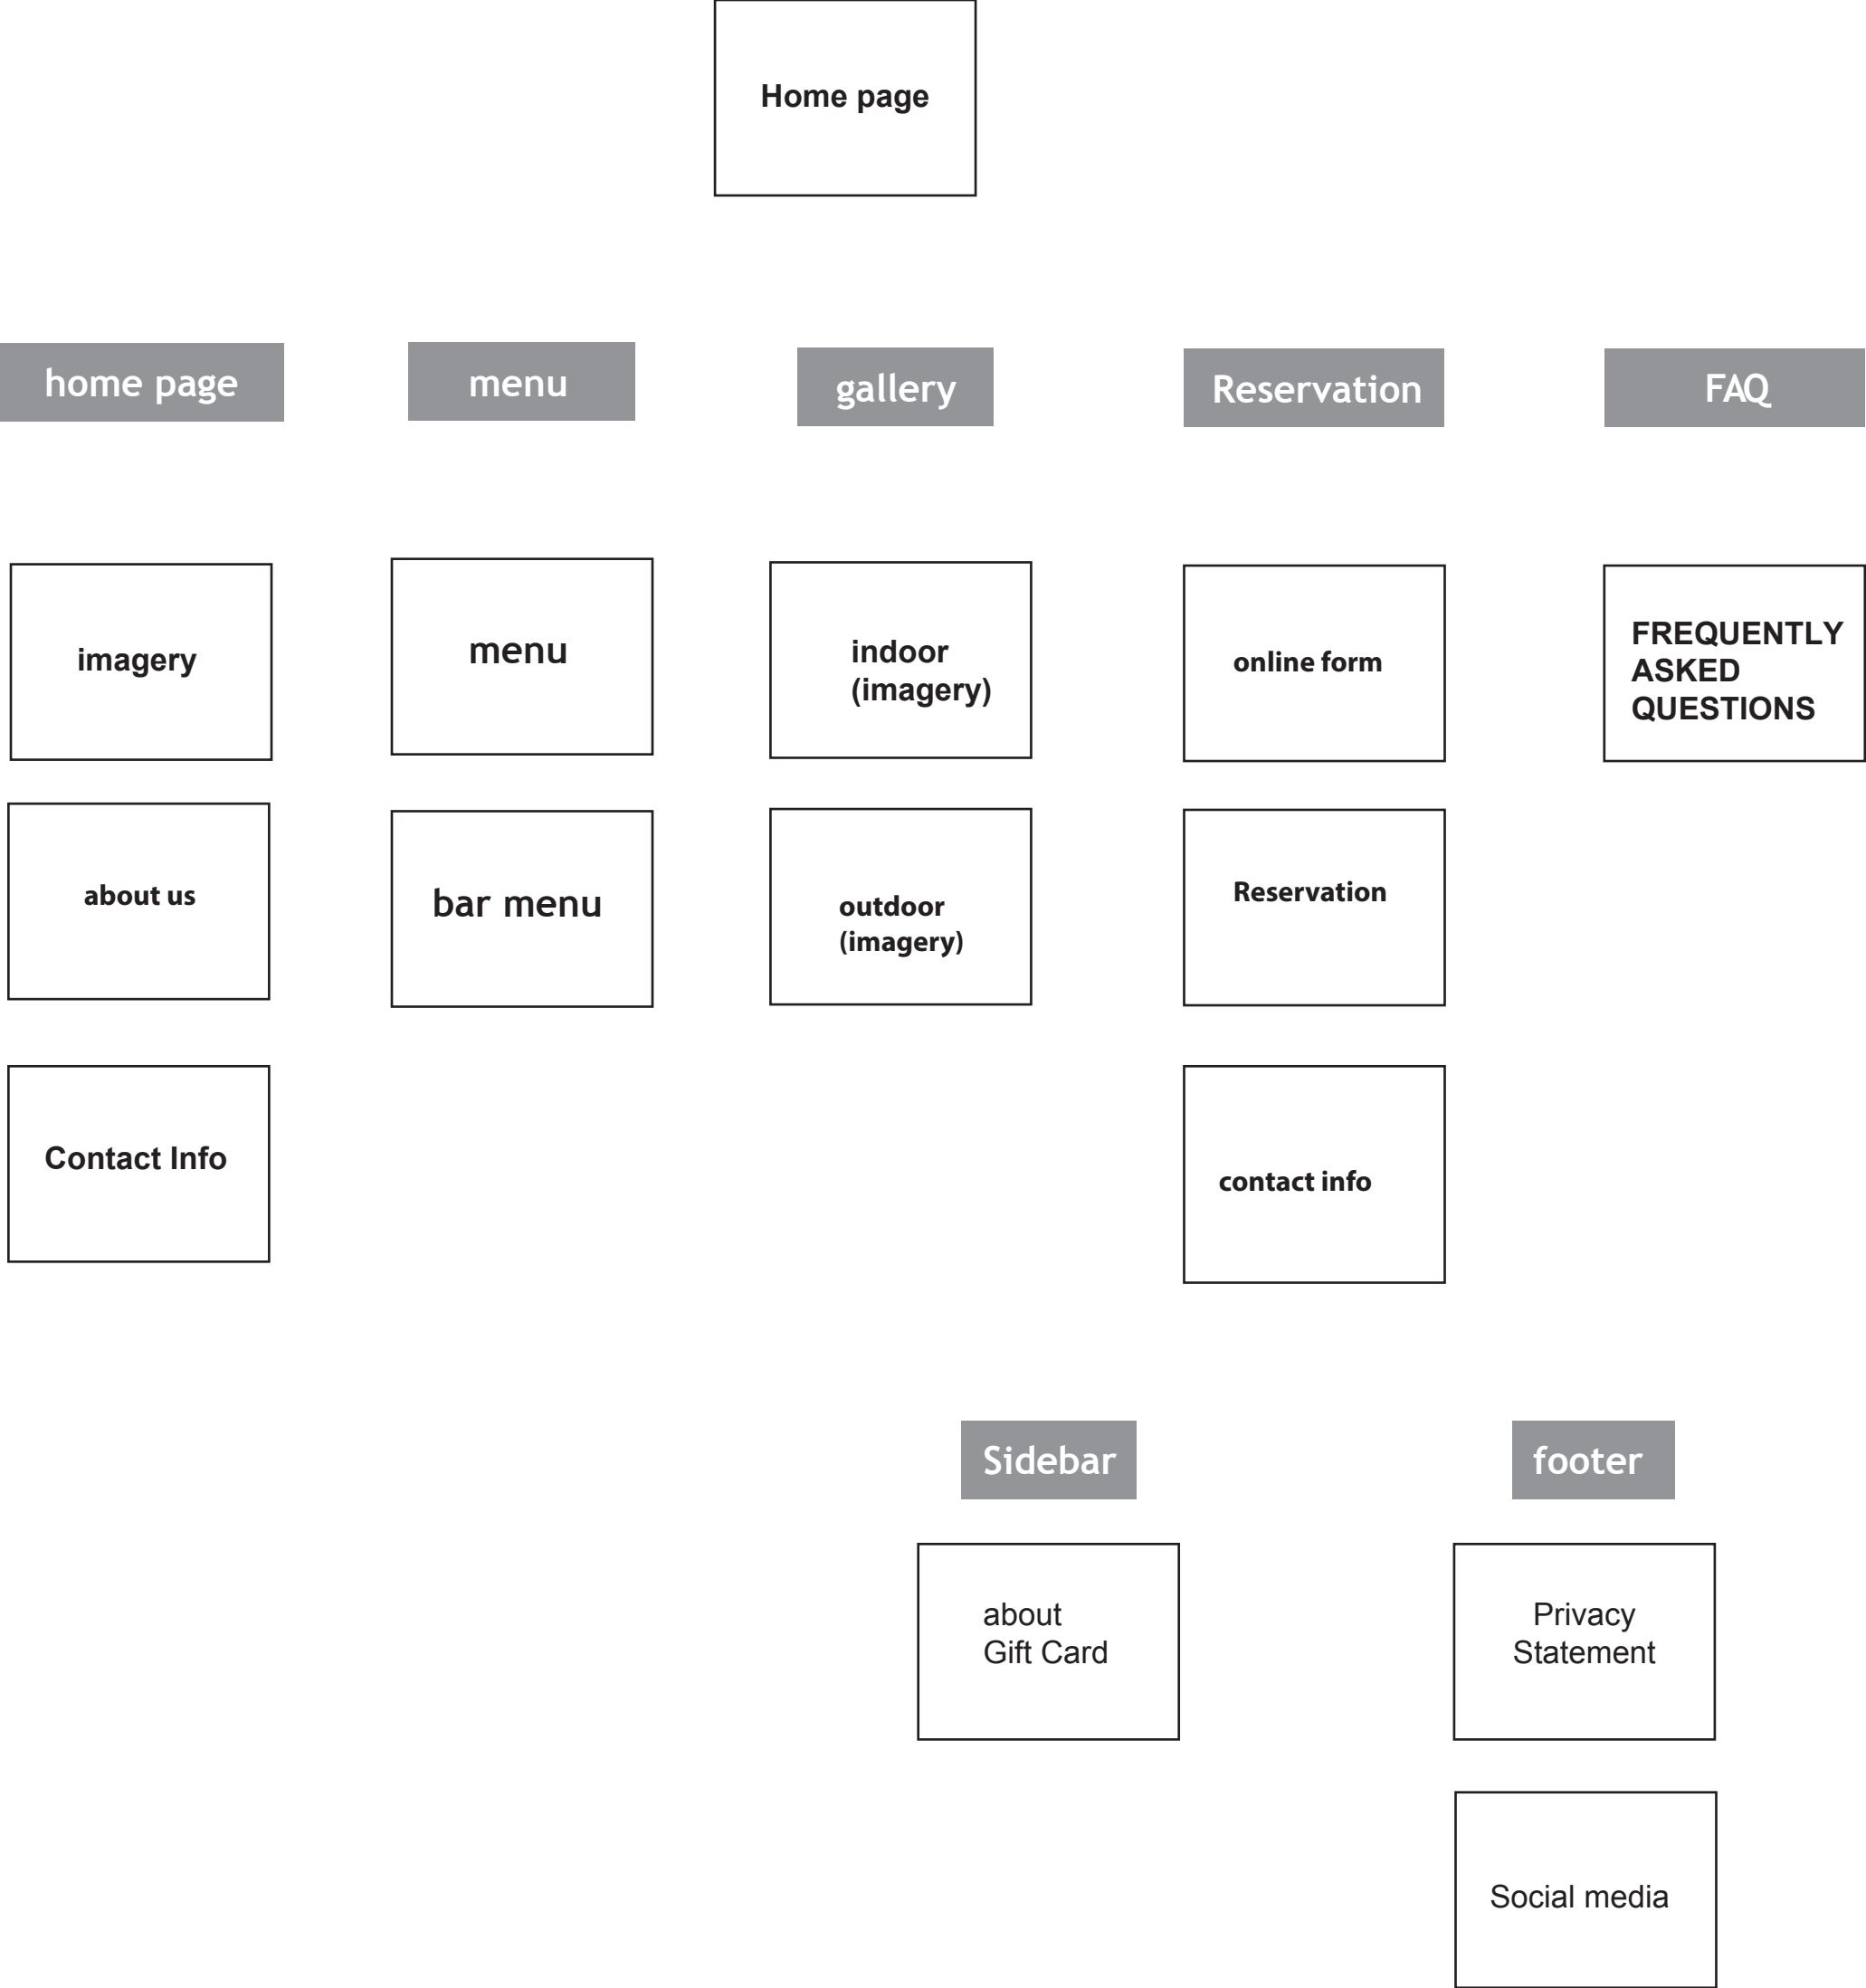 Home page
home page
menu
gallery
Reservation
FAQ
imagery
menu
indoor
(imagery)
online form
FREQUENTLY
ASKED
QUESTIONS
about us
bar menu
outdoor
(imagery)
Reservation
Contact Info
contact info
Sidebar
footer
about
Gift Card
Privacy
Statement
Social media